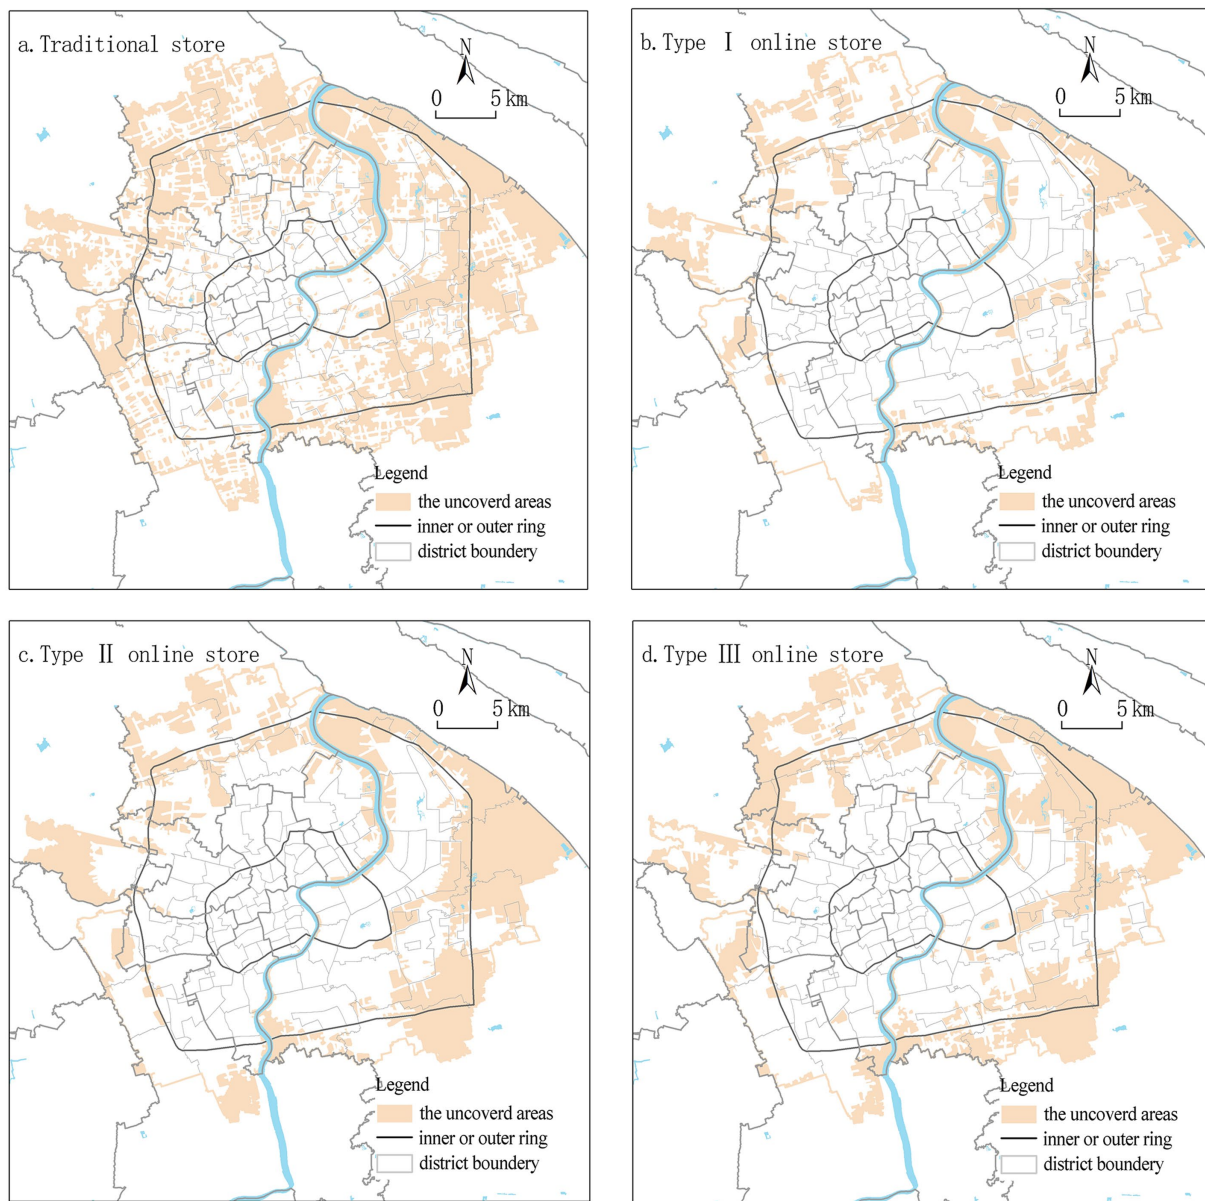 a. Traditional store
N
0 5 km
Legend
the uncoverd areas
inner or outer ring
district boundery
b. Type Ⅰ online store
N
0 5 km
Legend
the uncoverd areas
inner or outer ring
district boundery
c. Type Ⅱ online store
N
0 5 km
Legend
the uncoverd areas
inner or outer ring
district boundery
d. Type Ⅲ online store
N
0 5 km
Legend
the uncoverd areas
inner or outer ring
district boundery